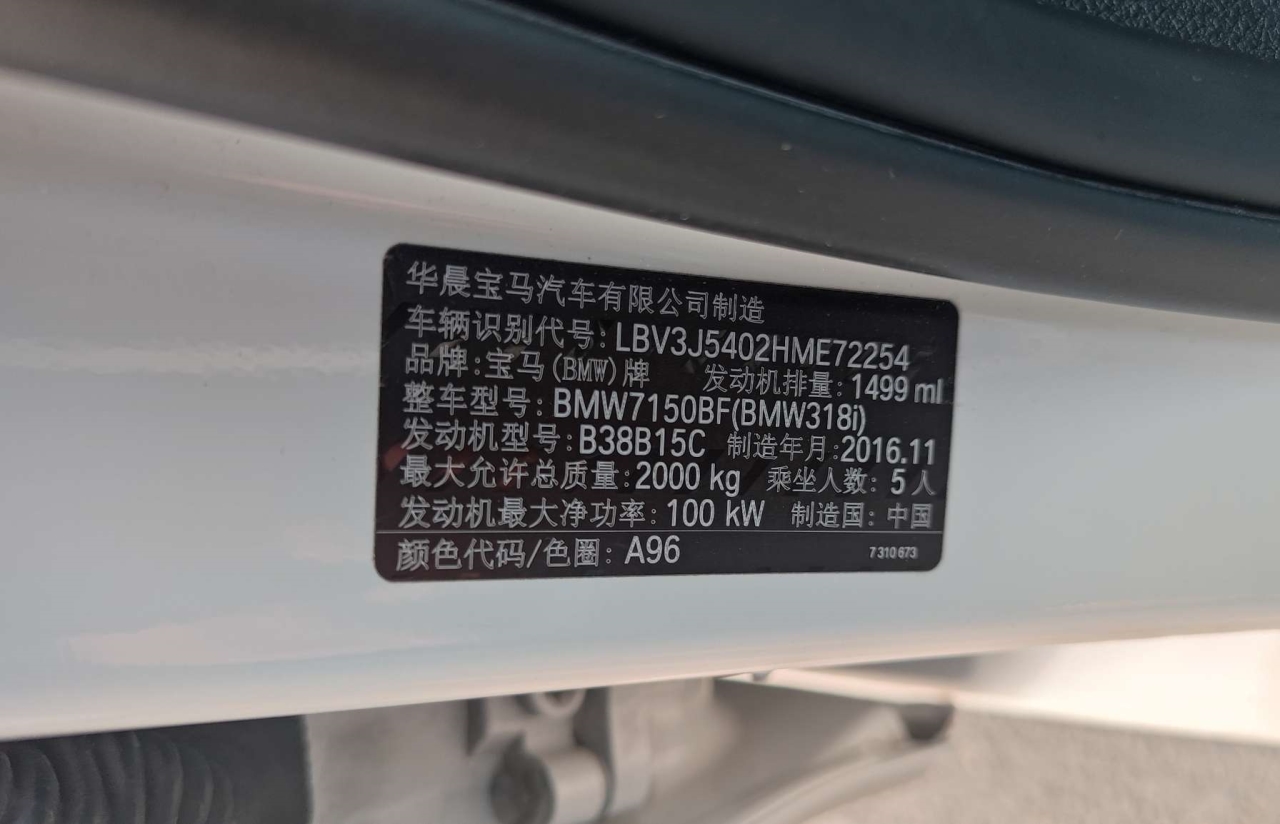 华晨宝马汽车有限公司制造
车辆识别代号: LBV3J5402HME72254
品牌: 宝马(BMW)牌 发动机排量: 1499 ml
整车型号: BMW7150BF(BMW318i)
发动机型号: B38B15C 制造年月: 2016.11
最大允许总质量: 2000 kg 乘坐人数: 5人
发动机最大净功率: 100 kW 制造国: 中国
颜色代码/色圈: A96 7 310 673